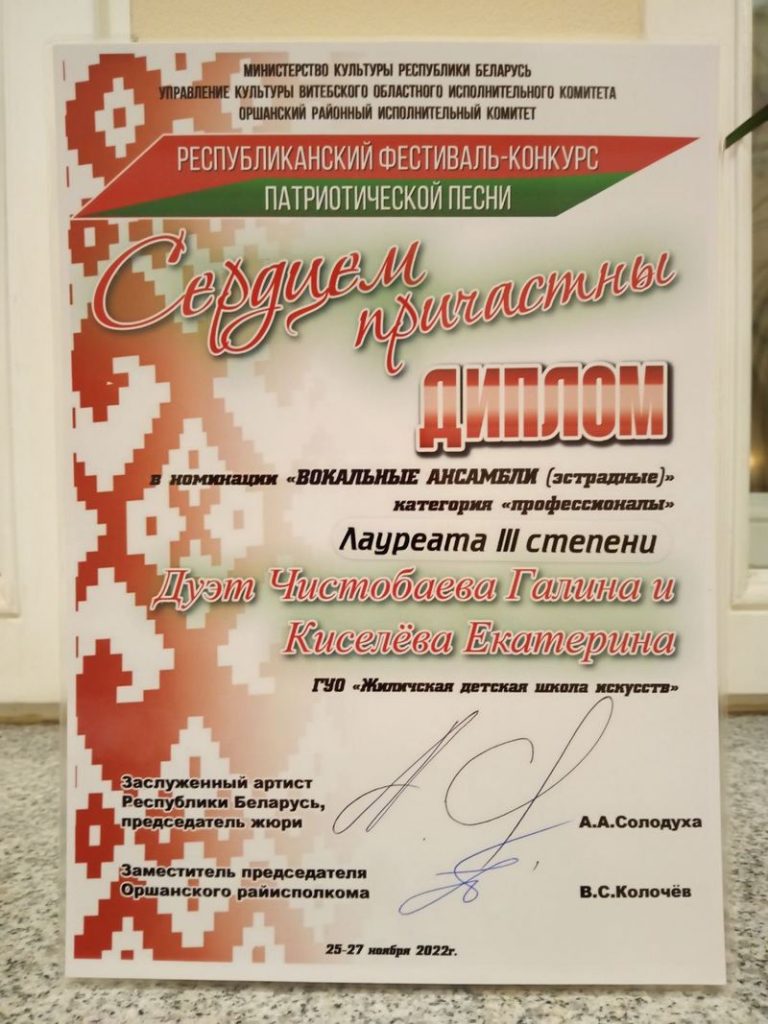 МИНИСТЕРСТВО КУЛЬТУРЫ РЕСПУБЛИКИ БЕЛАРУСЬ
УПРАВЛЕНИЕ КУЛЬТУРЫ ВИТЕБСКОГО ОБЛАСТНОГО ИСПОЛНИТЕЛЬНОГО КОМИТЕТА
ОРШАНСКИЙ РАЙОННЫЙ ИСПОЛНИТЕЛЬНЫЙ КОМИТЕТ
РЕСПУБЛИКАНСКИЙ ФЕСТИВАЛЬ-КОНКУРС
ПАТРИОТИЧЕСКОЙ ПЕСНИ
Сердцем
причастны
ДИПЛОМ
в номинации «ВОКАЛЬНЫЕ АНСАМБЛИ (эстрадные)»
категория «профессионалы»
Лауреата III степени
Дуэт Чистобаева Галина и
Киселёва Екатерина
ГУО «Жиличская детская школа искусств»
Заслуженный артист
Республики Беларусь,
председатель жюри
А.А.Солодуха
Заместитель председателя
Оршанского райисполкома
В.С.Колочёв
25-27 ноября 2022г.